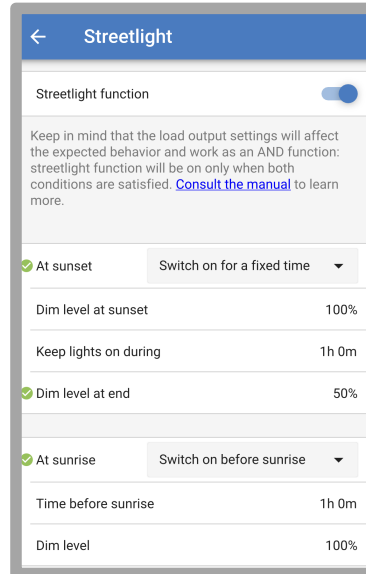 Streetlight
Streetlight function
Keep in mind that the load output settings will affect
the expected behavior and work as an AND function:
streetlight function will be on only when both
conditions are satisfied. Consult the manual to learn
more.
At sunset Switch on for a fixed time
Dim level at sunset 100%
Keep lights on during 1h 0m
Dim level at end 50%
At sunrise Switch on before sunrise
Time before sunrise 1h 0m
Dim level 100%